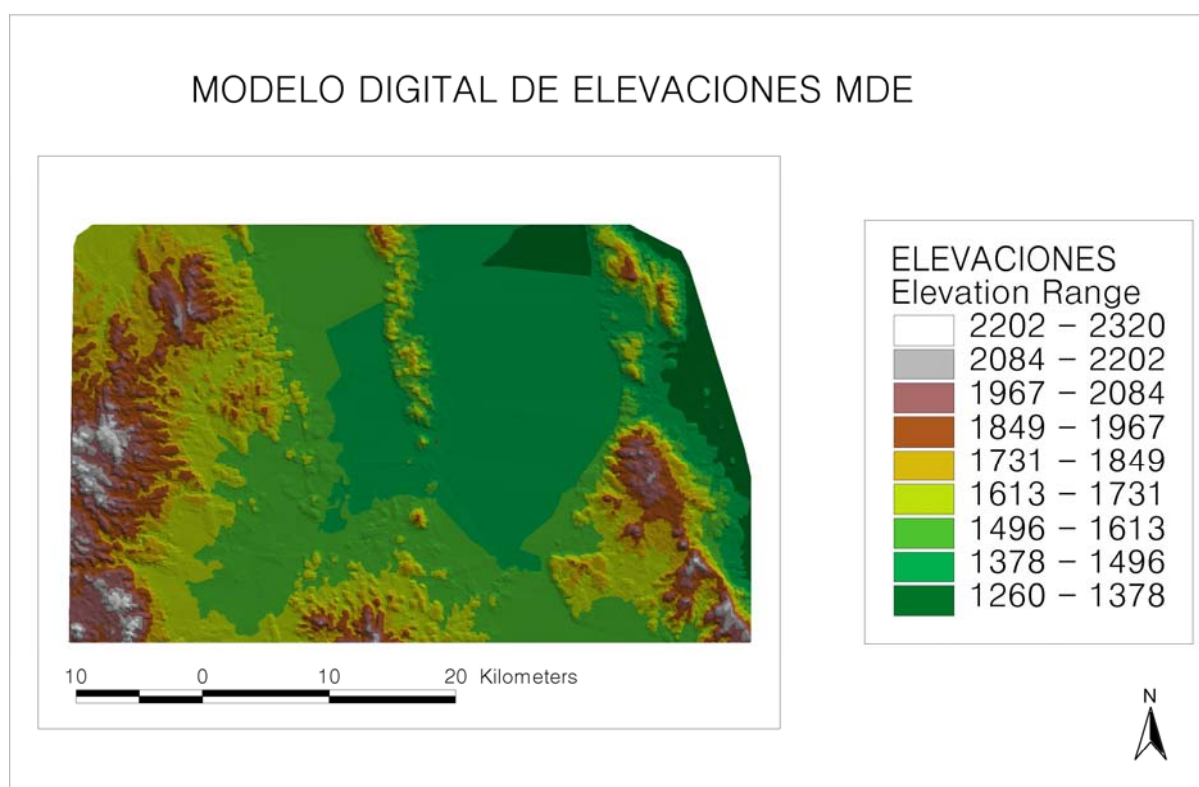 MODELO DIGITAL DE ELEVACIONES MDE
10 0 10 20 Kilometers
ELEVACIONES
Elevation Range
2202 – 2320
2084 – 2202
1967 – 2084
1849 – 1967
1731 – 1849
1613 – 1731
1496 – 1613
1378 – 1496
1260 – 1378
N